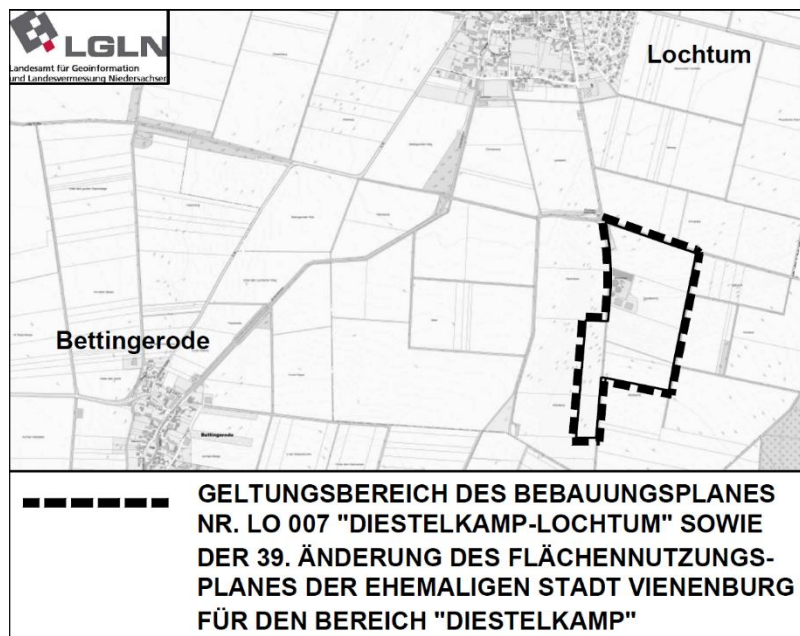 LGLN
Landesamt für Geoinformation
und Landesvermessung Niedersachsen
Lochtum
Bettingerode
Bettingerode
GELTUNGSBEREICH DES BEBAUUNGSPLANES
NR. LO 007 "DIESTELKAMP-LOCHTUM" SOWIE
DER 39. ÄNDERUNG DES FLÄCHENNUTZUNGS-
PLANES DER EHEMALIGEN STADT VIENENBURG
FÜR DEN BEREICH "DIESTELKAMP"